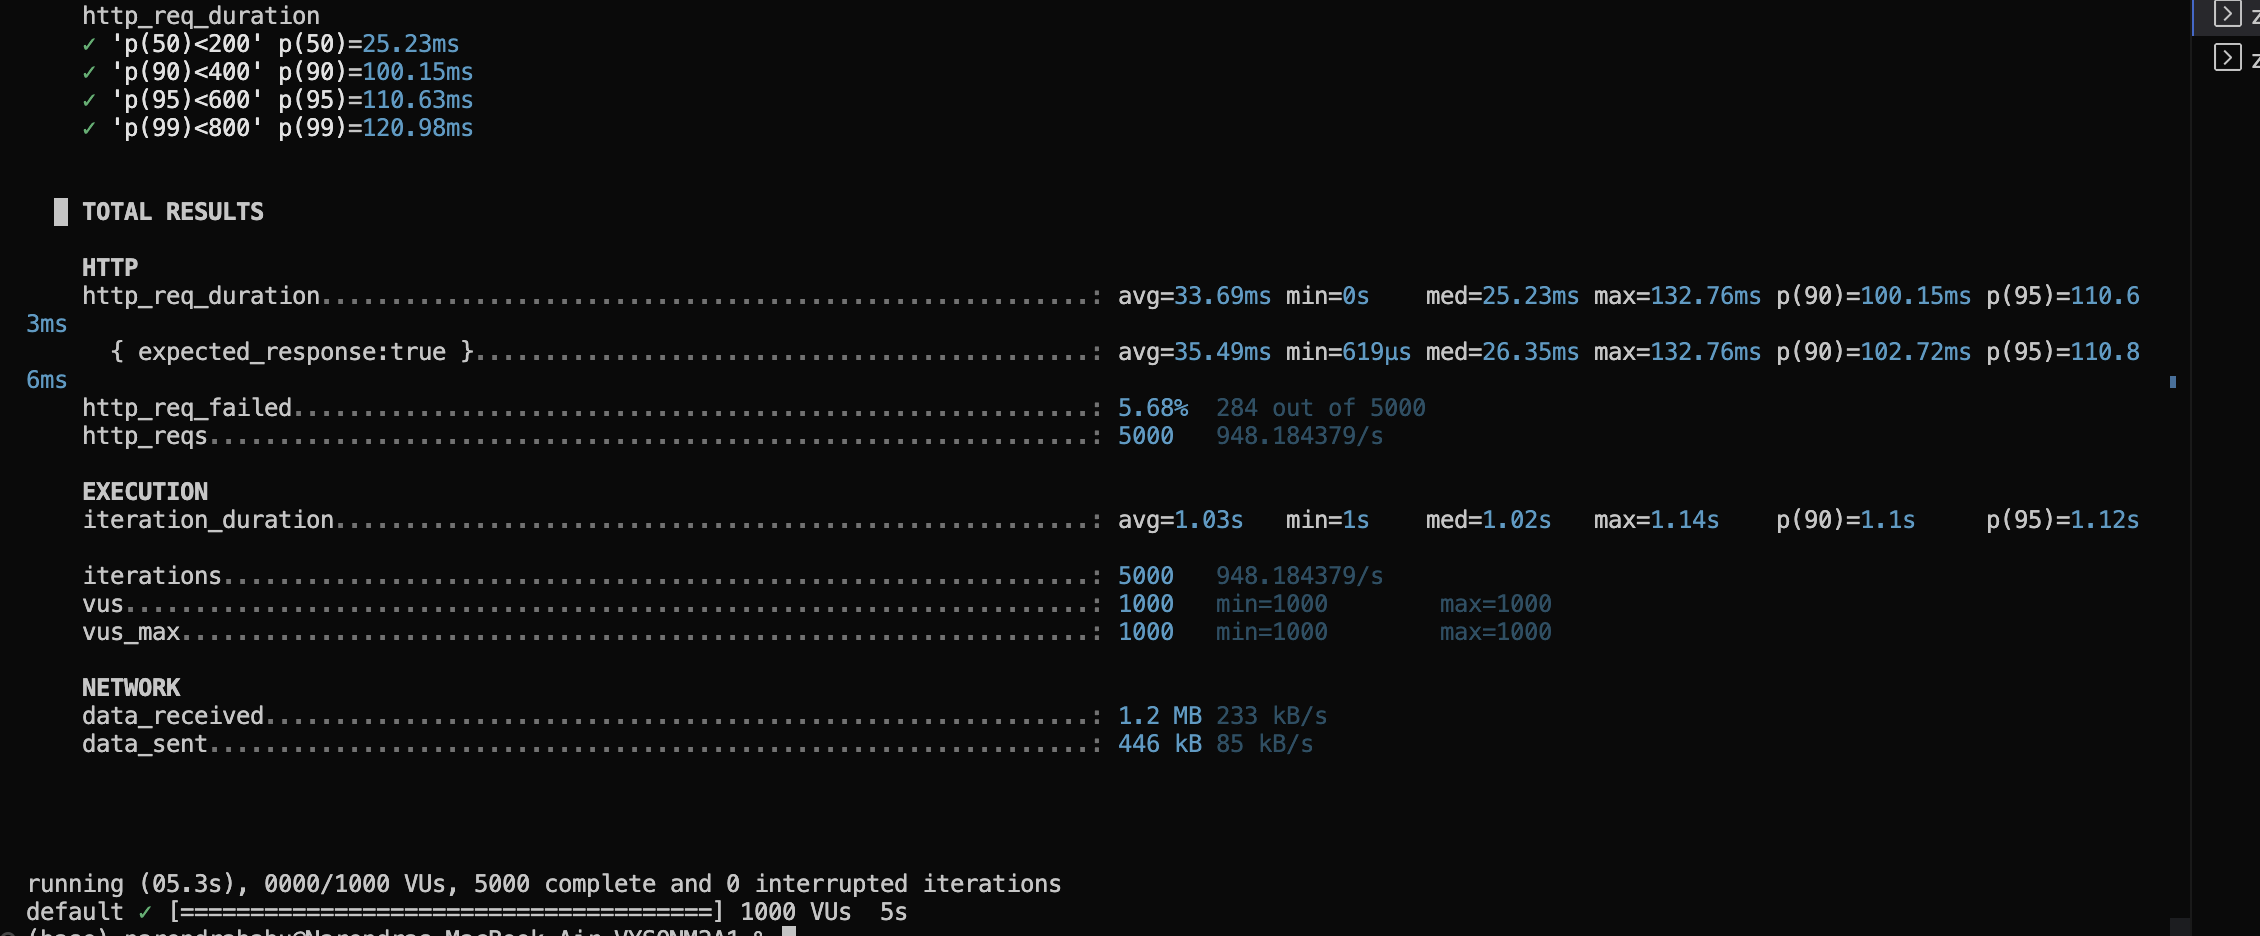 http_req_duration
✓ 'p(50)<200' p(50)=25.23ms
✓ 'p(90)<400' p(90)=100.15ms
✓ 'p(95)<600' p(95)=110.63ms
✓ 'p(99)<800' p(99)=120.98ms
TOTAL RESULTS
HTTP
http_req_duration.......................................................: avg=33.69ms min=0s    med=25.23ms max=132.76ms p(90)=100.15ms p(95)=110.6
3ms
{ expected_response:true }............................................: avg=35.49ms min=619µs med=26.35ms max=132.76ms p(90)=102.72ms p(95)=110.8
6ms
http_req_failed.........................................................: 5.68%  284 out of 5000
http_reqs...............................................................: 5000   948.184379/s
EXECUTION
iteration_duration......................................................: avg=1.03s   min=1s    med=1.02s   max=1.14s    p(90)=1.1s     p(95)=1.12s
iterations..............................................................: 5000   948.184379/s
vus.....................................................................: 1000   min=1000        max=1000
vus_max.................................................................: 1000   min=1000        max=1000
NETWORK
data_received...........................................................: 1.2 MB 233 kB/s
data_sent...............................................................: 446 kB 85 kB/s
running (05.3s), 0000/1000 VUs, 5000 complete and 0 interrupted iterations
default ✓ [======================================] 1000 VUs  5s